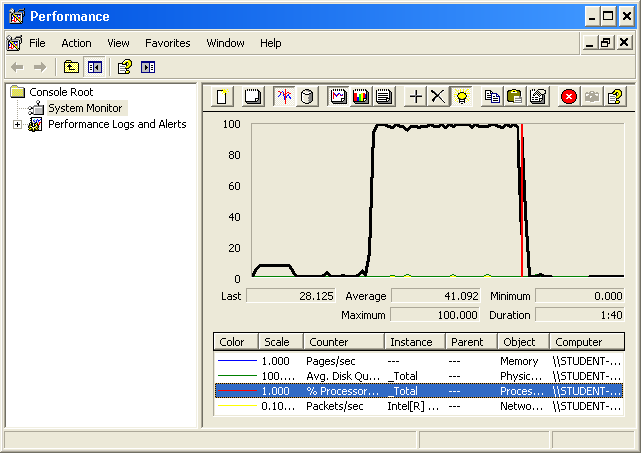 Performance
File Action View Favorites Window Help
Console Root
System Monitor
Performance Logs and Alerts
100
80
60
40
20
0
Last 28.125 Average 41.092 Minimum 0.000
Maximum 100.000 Duration 1:40
Color Scale Counter Instance Parent Object Computer
1.000 Pages/sec --- --- Memory \\STUDENT-...
100.... Avg. Disk Qu... _Total --- Physic... \\STUDENT-...
1.000 % Processor... _Total --- Proces... \\STUDENT-...
0.10... Packets/sec Intel[R] ... --- Netwo... \\STUDENT-...